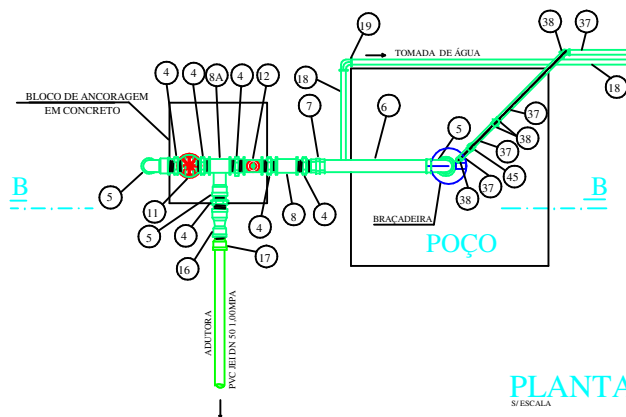 19
38
37
TOMADA DE ÁGUA
4
4
8A
4
12
18
18
7
6
37
BLOCO DE ANCORAGEM
EM CONCRETO
5
38
37
45
37
38
B
B
5
11
5
4
4
8
4
BRAÇADEIRA
POÇO
16
17
ADUTORA
PVC JEI DN 50 1,00MPA
PLANTA
S/ ESCALA